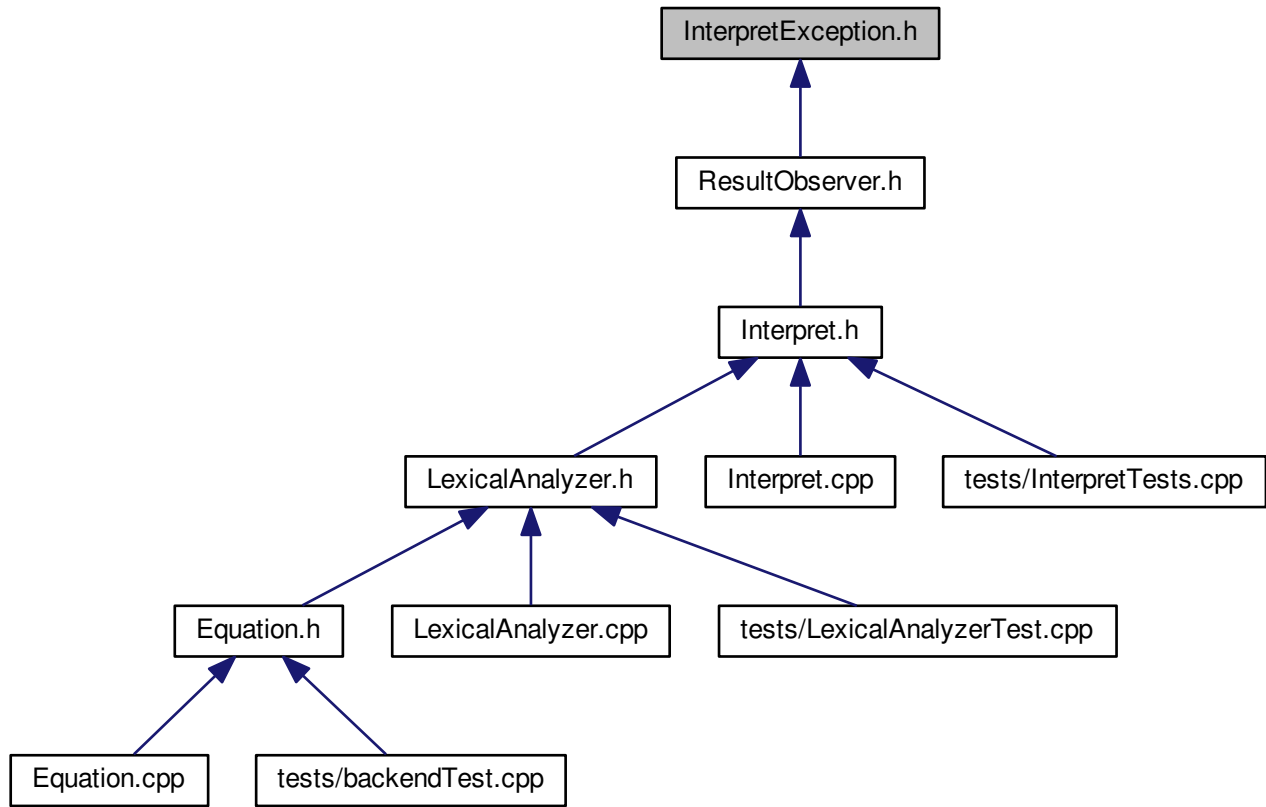 InterpretException.h
ResultObserver.h
Interpret.h
LexicalAnalyzer.h
Interpret.cpp
tests/InterpretTests.cpp
Equation.h
LexicalAnalyzer.cpp
tests/LexicalAnalyzerTest.cpp
Equation.cpp
tests/backendTest.cpp